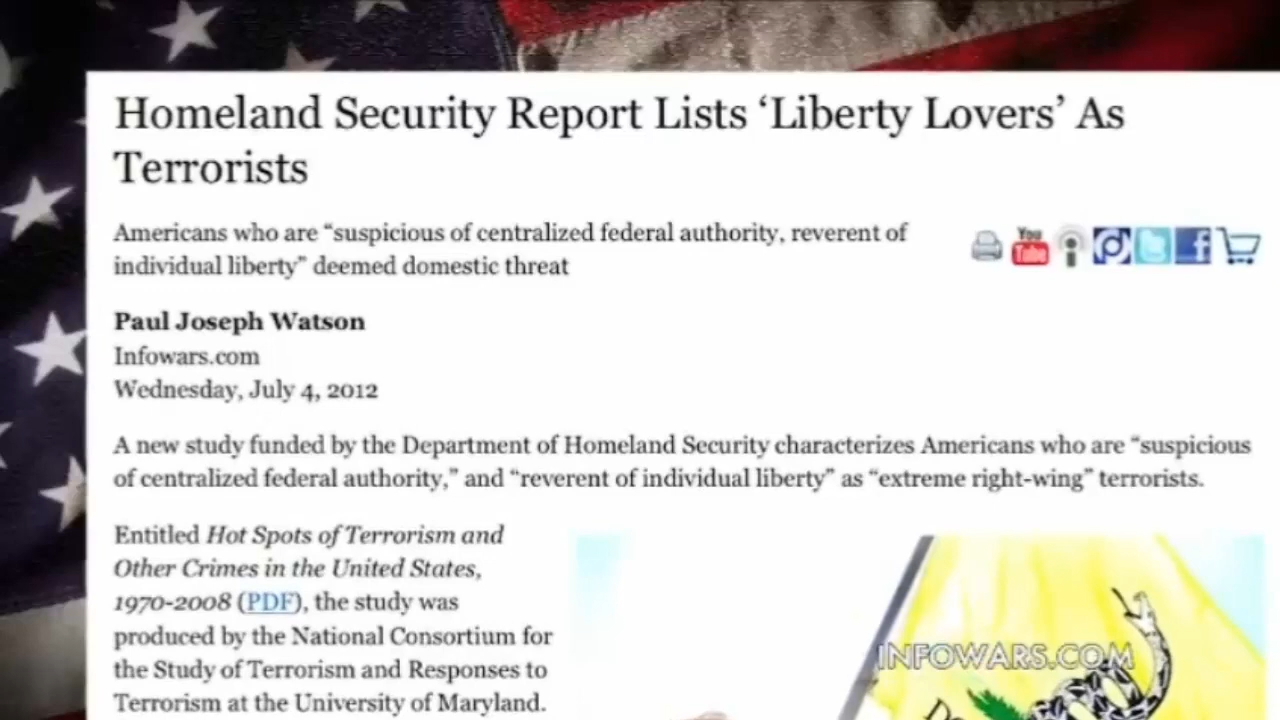 Homeland Security Report Lists ‘Liberty Lovers’ As
Terrorists
Americans who are “suspicious of centralized federal authority, reverent of
individual liberty” deemed domestic threat
You
Tube
Paul Joseph Watson
Infowars.com
Wednesday, July 4, 2012
A new study funded by the Department of Homeland Security characterizes Americans who are “suspicious
of centralized federal authority,” and “reverent of individual liberty” as “extreme right-wing” terrorists.
Entitled Hot Spots of Terrorism and
Other Crimes in the United States,
1970-2008 (PDF), the study was
produced by the National Consortium for
the Study of Terrorism and Responses to
Terrorism at the University of Maryland.
INFOWARS.COM